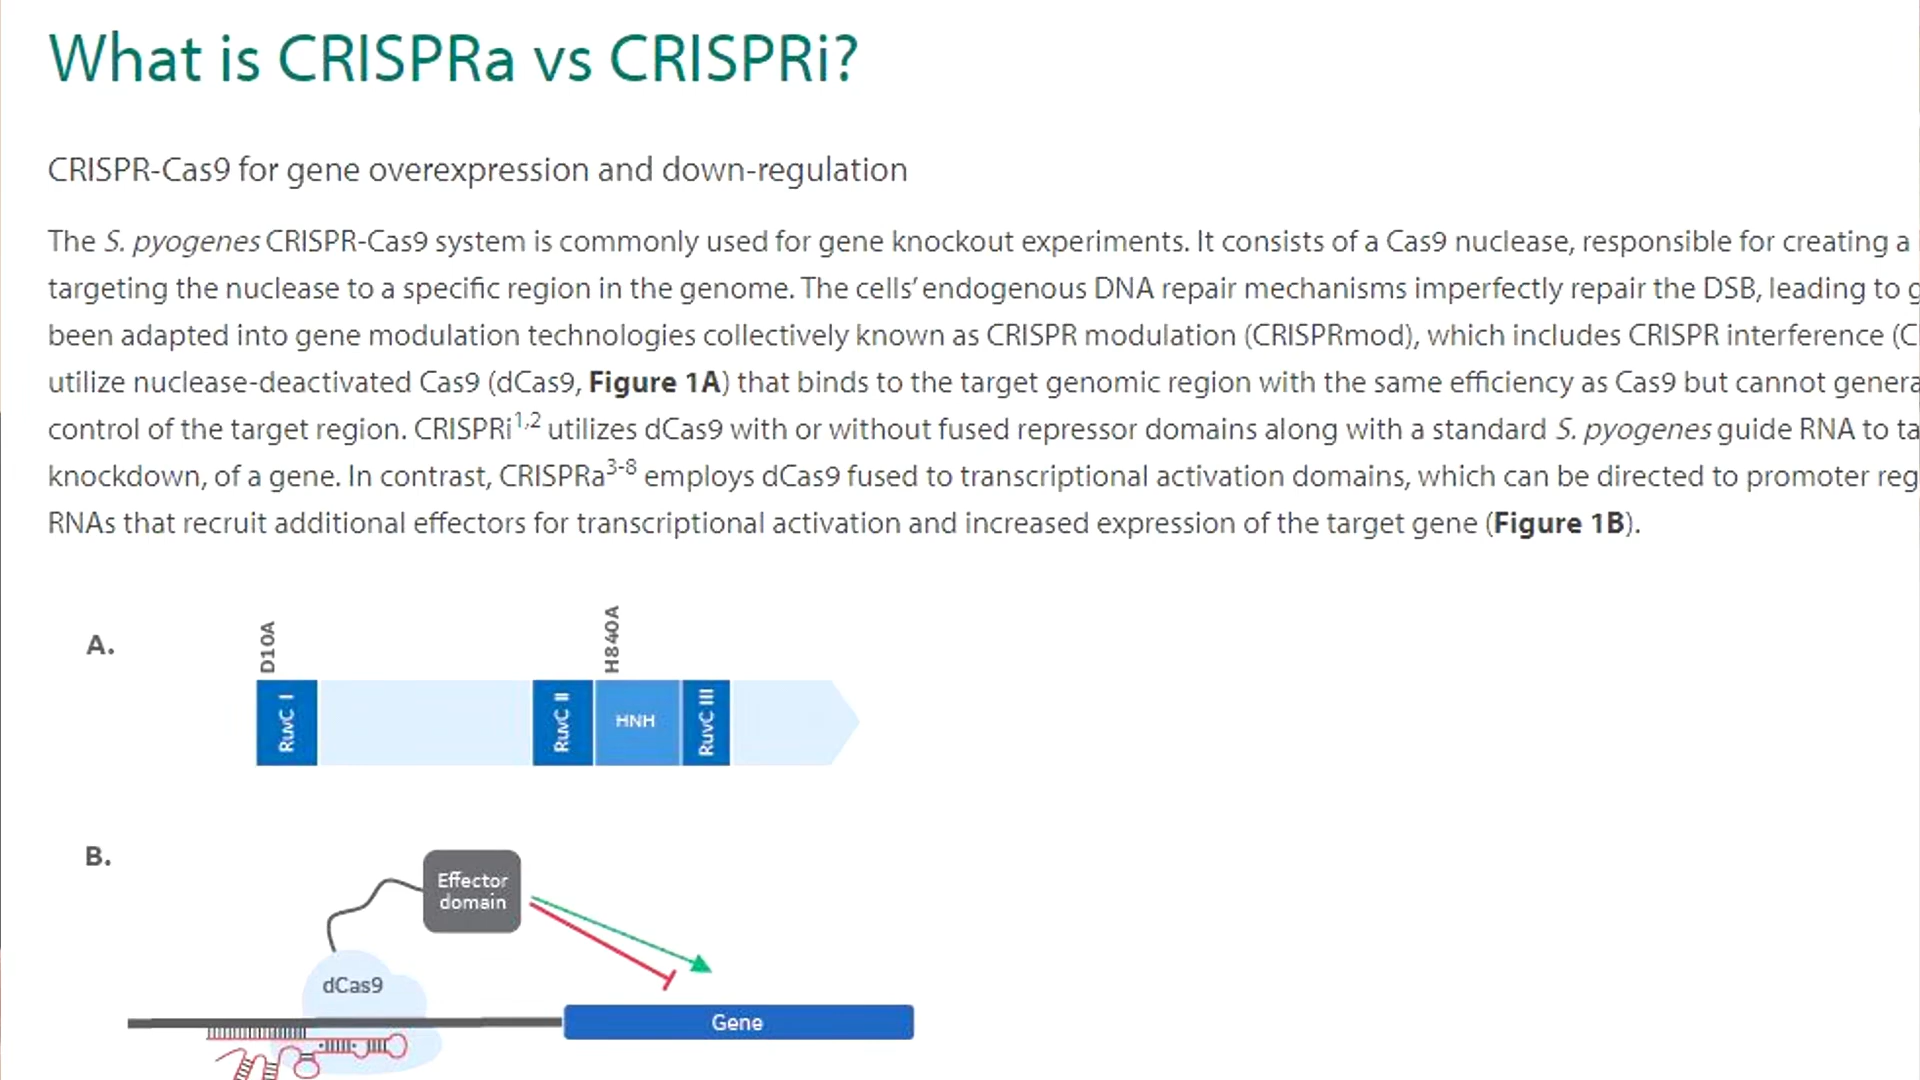 What is CRISPRa vs CRISPRi?
CRISPR-Cas9 for gene overexpression and down-regulation
The S. pyogenes CRISPR-Cas9 system is commonly used for gene knockout experiments. It consists of a Cas9 nuclease, responsible for creating a
targeting the nuclease to a specific region in the genome. The cells’ endogenous DNA repair mechanisms imperfectly repair the DSB, leading to g
been adapted into gene modulation technologies collectively known as CRISPR modulation (CRISPRmod), which includes CRISPR interference (C
utilize nuclease-deactivated Cas9 (dCas9, Figure 1A) that binds to the target genomic region with the same efficiency as Cas9 but cannot genera
control of the target region. CRISPRi1,2 utilizes dCas9 with or without fused repressor domains along with a standard S. pyogenes guide RNA to ta
knockdown, of a gene. In contrast, CRISPRa3-8 employs dCas9 fused to transcriptional activation domains, which can be directed to promoter reg
RNAs that recruit additional effectors for transcriptional activation and increased expression of the target gene (Figure 1B).
A.
D10A
H840A
RuvC I
RuvC II
HNH
RuvC III
B.
Effector
domain
dCas9
Gene